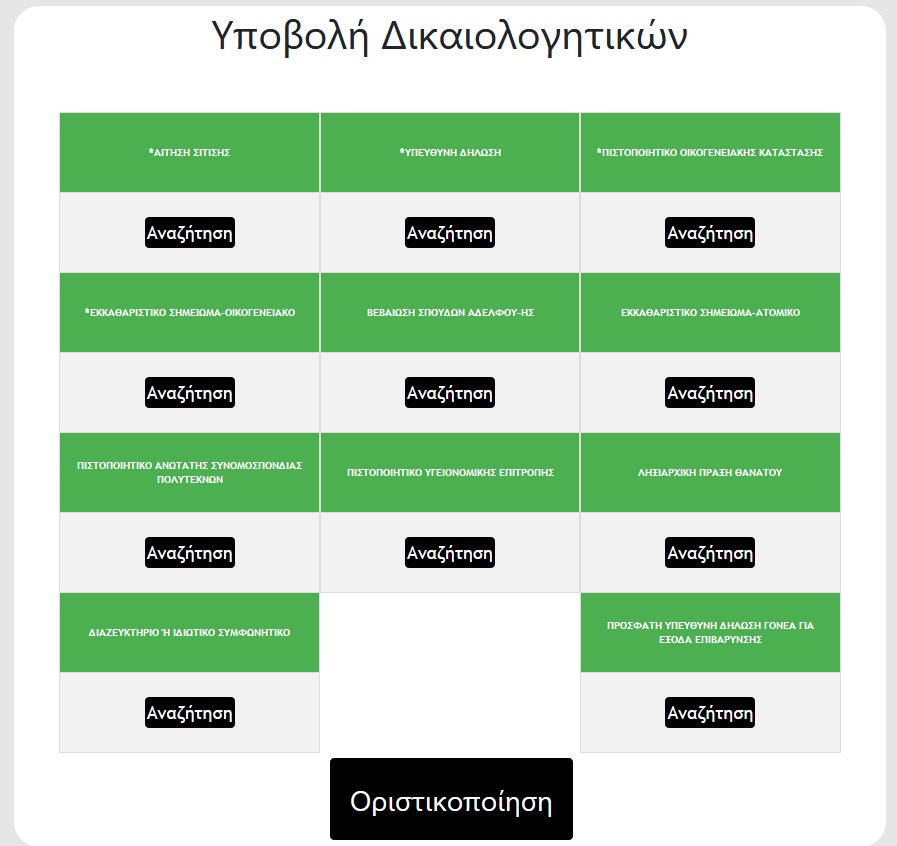 Υποβολή Δικαιολογητικών
*ΑΙΤΗΣΗ ΣΙΤΙΣΗΣ
*ΥΠΕΥΘΥΝΗ ΔΗΛΩΣΗ
*ΠΙΣΤΟΠΟΙΗΤΙΚΟ ΟΙΚΟΓΕΝΕΙΑΚΗΣ ΚΑΤΑΣΤΑΣΗΣ
Αναζήτηση
Αναζήτηση
Αναζήτηση
*ΕΚΚΑΘΑΡΙΣΤΙΚΟ ΣΗΜΕΙΩΜΑ-ΟΙΚΟΓΕΝΕΙΑΚΟ
ΒΕΒΑΙΩΣΗ ΣΠΟΥΔΩΝ ΑΔΕΛΦΟΥ-ΗΣ
ΕΚΚΑΘΑΡΙΣΤΙΚΟ ΣΗΜΕΙΩΜΑ-ΑΤΟΜΙΚΟ
Αναζήτηση
Αναζήτηση
Αναζήτηση
ΠΙΣΤΟΠΟΙΗΤΙΚΟ ΑΝΩΤΑΤΗΣ ΣΥΝΟΜΟΣΠΟΝΔΙΑΣ
ΠΟΛΥΤΕΚΝΩΝ
ΠΙΣΤΟΠΟΙΗΤΙΚΟ ΥΓΕΙΟΝΟΜΙΚΗΣ ΕΠΙΤΡΟΠΗΣ
ΛΗΞΙΑΡΧΙΚΗ ΠΡΑΞΗ ΘΑΝΑΤΟΥ
Αναζήτηση
Αναζήτηση
Αναζήτηση
ΔΙΑΖΕΥΚΤΗΡΙΟ Ή ΙΔΙΩΤΙΚΟ ΣΥΜΦΩΝΗΤΙΚΟ
ΠΡΟΣΦΑΤΗ ΥΠΕΥΘΥΝΗ ΔΗΛΩΣΗ ΓΟΝΕΑ ΓΙΑ
ΕΞΟΔΑ ΕΠΙΒΑΡΥΝΣΗΣ
Αναζήτηση
Αναζήτηση
Οριστικοποίηση